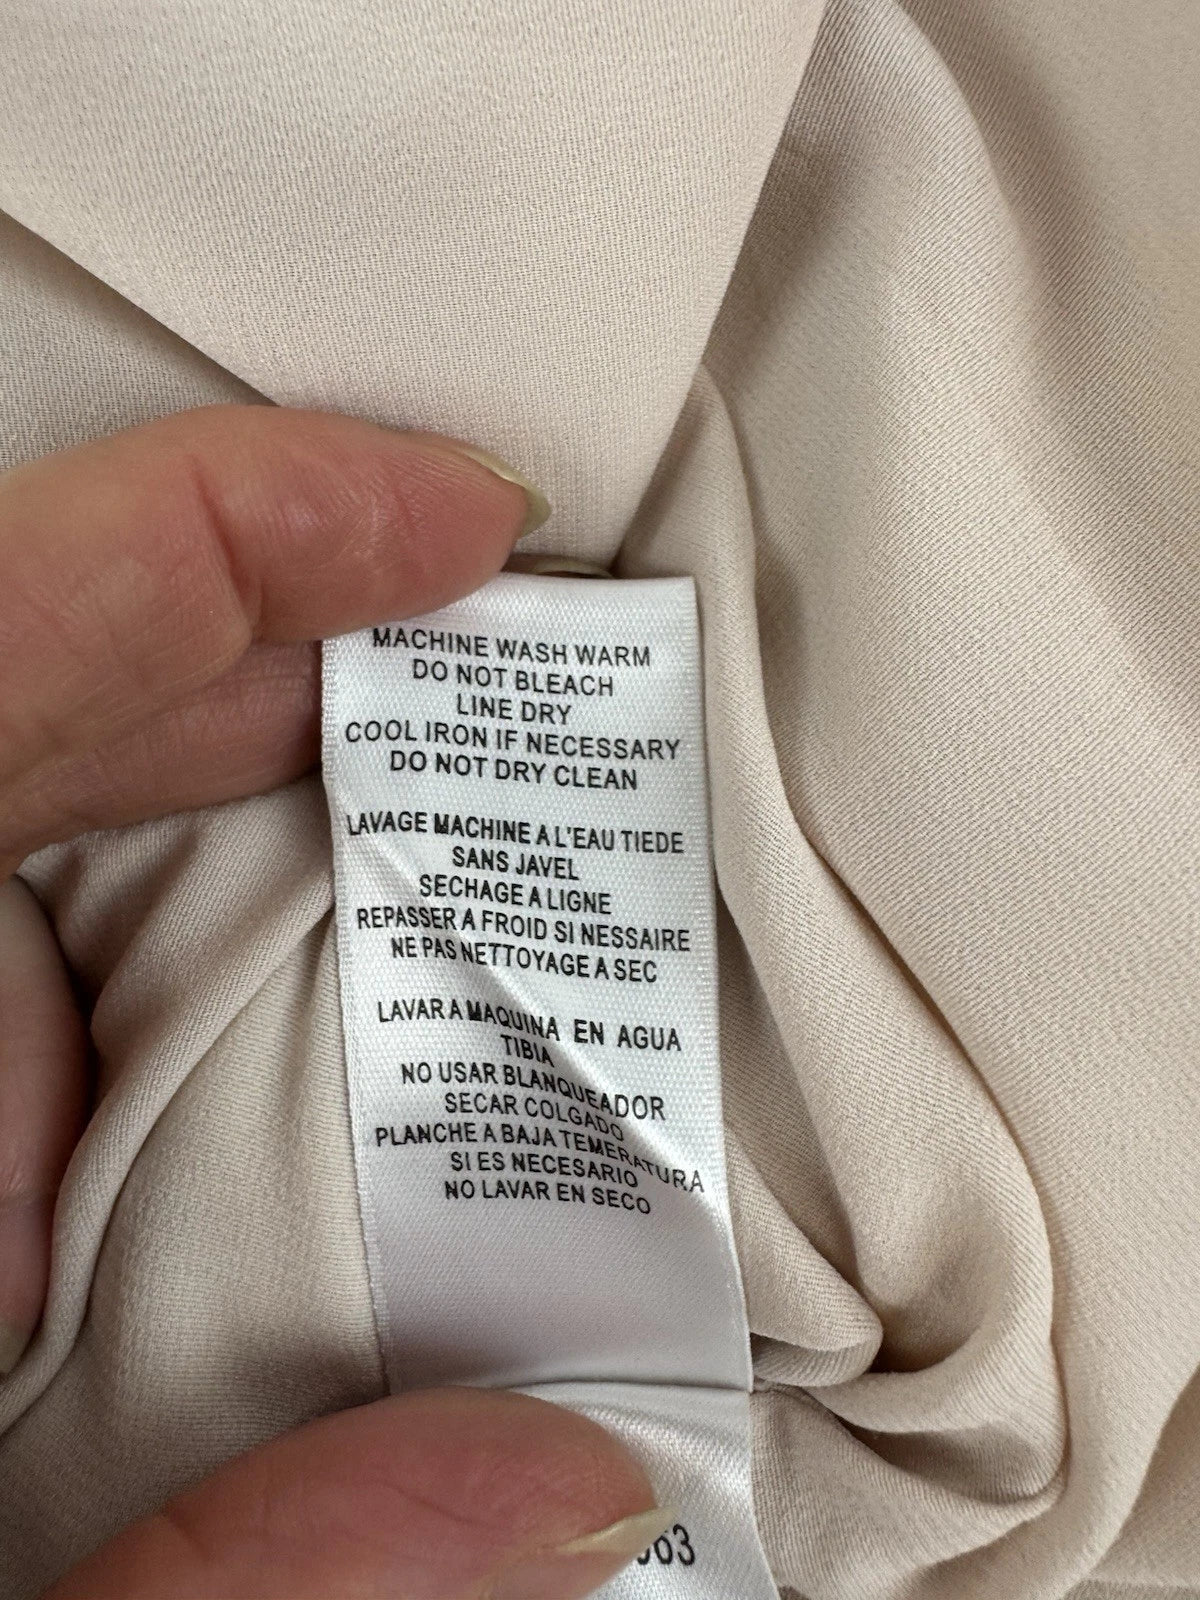 MACHINE WASH WARM
DO NOT BLEACH
LINE DRY
COOL IRON IF NECESSARY
DO NOT DRY CLEAN
LAVAGE MACHINE A L'EAU TIEDE
SANS JAVEL
SECHAGE A LIGNE
REPASSER A FROID SI NESSAIRE
NE PAS NETTOYAGE A SEC
LAVAR A MAQUINA EN AGUA
TIBIA
NO USAR BLANQUEADOR
SECAR COLGADO
PLANCHE A BAJA TEMERATURA
SI ES NECESARIO
NO LAVAR EN SECO